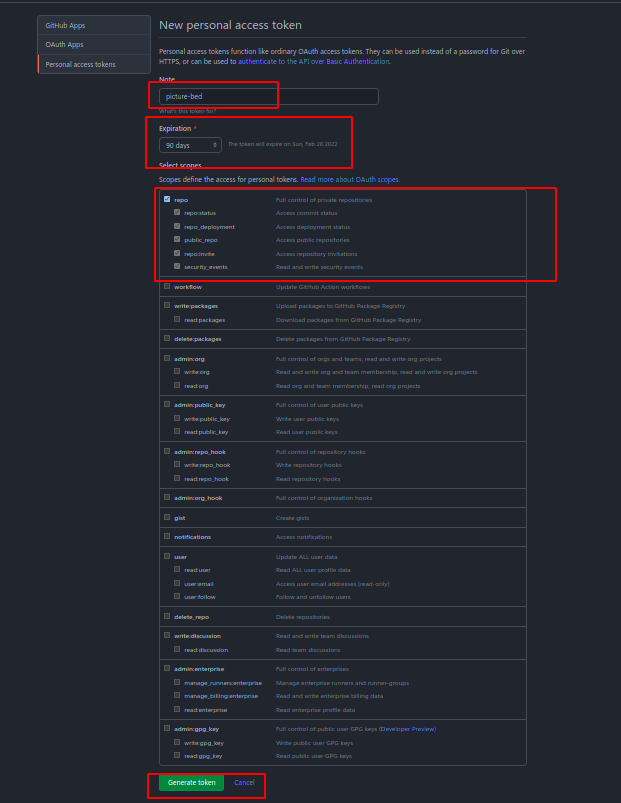 GitHub Apps
OAuth Apps
Personal access tokens
New personal access token
Personal access tokens function like ordinary OAuth access tokens. They can be used instead of a password for Git over
HTTPS, or can be used to authenticate to the API over Basic Authentication.
Note
picture-bed
What's this token for?
Expiration *
90 days The token will expire on Sun, Feb 20 2022
Select scopes
Scopes define the access for personal tokens. Read more about OAuth scopes.
repo Full control of private repositories
repo:status Access commit status
repo_deployment Access deployment status
public_repo Access public repositories
repo:invite Access repository invitations
security_events Read and write security events
workflow Update GitHub Action workflows
write:packages Upload packages to GitHub Package Registry
read:packages Download packages from GitHub Package Registry
delete:packages Delete packages from GitHub Package Registry
admin:org Full control of orgs and teams, read and write org projects
write:org Read and write org and team membership, read and write org projects
read:org Read org and team membership, read org projects
admin:public_key Full control of user public keys
write:public_key Write user public keys
read:public_key Read user public keys
admin:repo_hook Full control of repository hooks
write:repo_hook Write repository hooks
read:repo_hook Read repository hooks
admin:org_hook Full control of organization hooks
gist Create gists
notifications Access notifications
user Update ALL user data
read:user Read ALL user profile data
user:email Access user email addresses (read-only)
user:follow Follow and unfollow users
delete_repo Delete repositories
write:discussion Read and write team discussions
read:discussion Read team discussions
admin:enterprise Full control of enterprises
manage_runners:enterprise Manage enterprise runners and runner-groups
manage_billing:enterprise Read and write enterprise billing data
read:enterprise Read enterprise profile data
admin:gpg_key Full control of public user GPG keys (Developer Preview)
write:gpg_key Write public user GPG keys
read:gpg_key Read public user GPG keys
Generate token Cancel